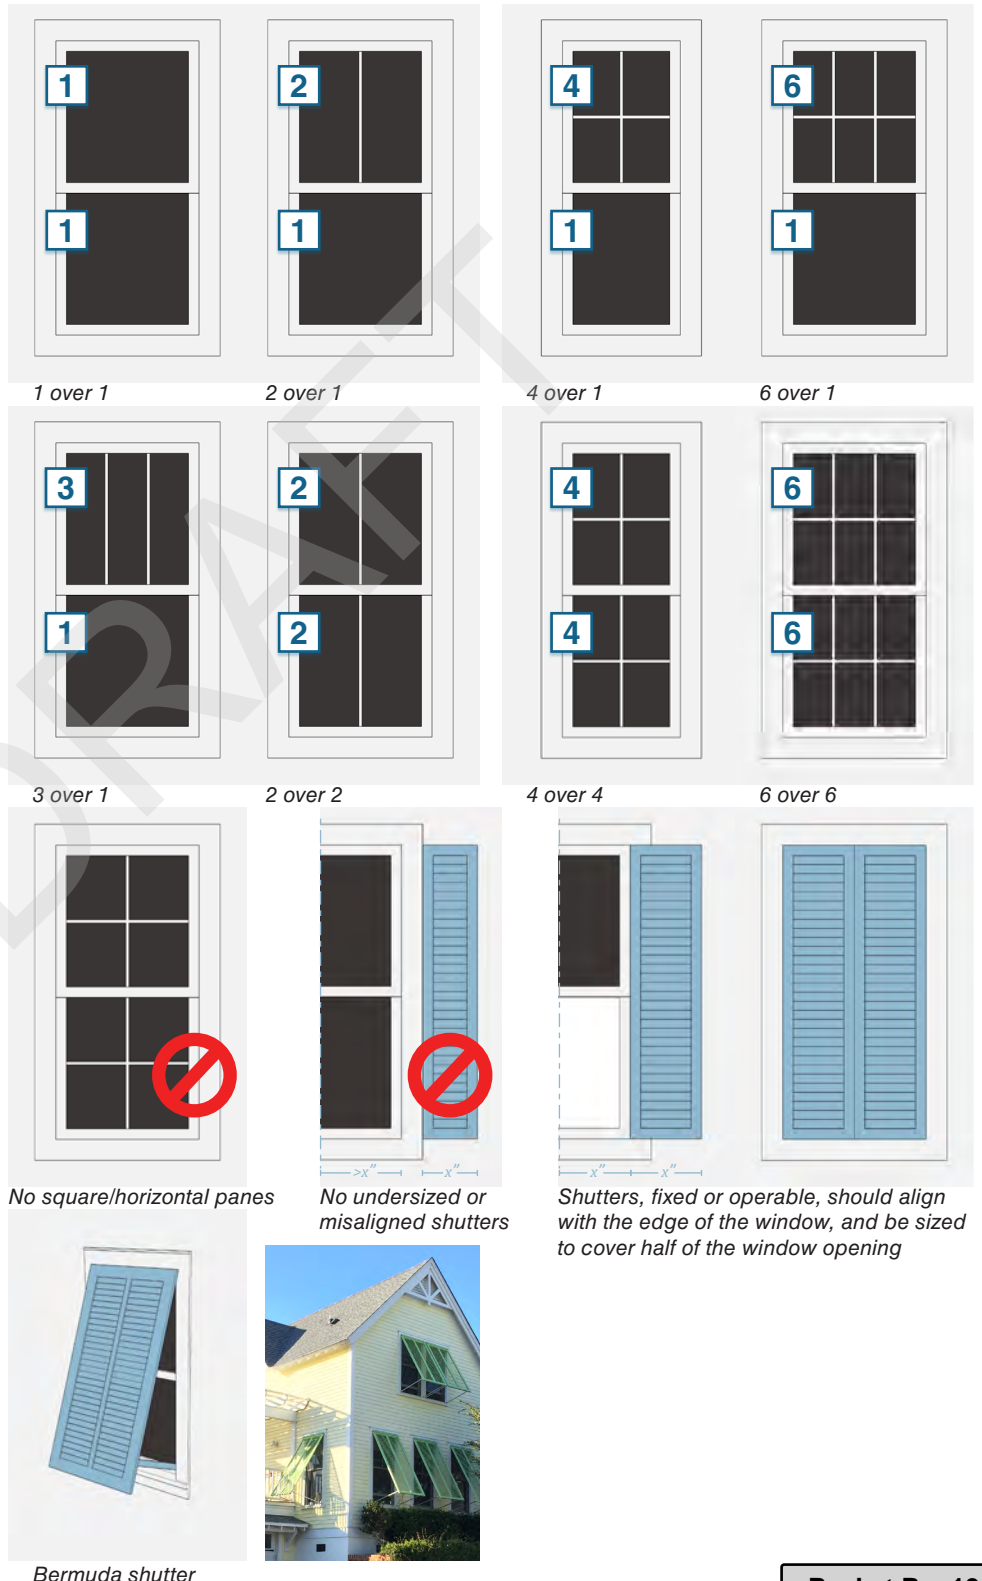 1
2
4
6
1
1
1
1
1 over 1
2 over 1
4 over 1
6 over 1
3
2
4
6
1
2
4
6
3 over 1
2 over 2
4 over 4
6 over 6
>x"
x"
x"
x"
No square/horizontal panes
No undersized or
misaligned shutters
Shutters, fixed or operable, should align
with the edge of the window, and be sized
to cover half of the window opening
Bermuda shutter
DRAFT